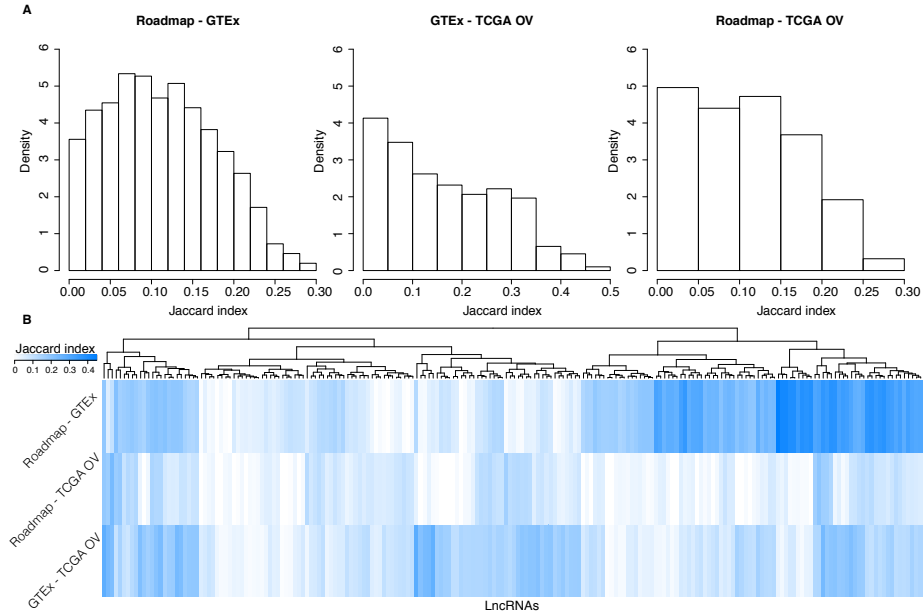 A
Roadmap - GTEx
GTEx - TCGA OV
Roadmap - TCGA OV
Density
0 1 2 3 4 5 6
0.00 0.05 0.10 0.15 0.20 0.25 0.30
Jaccard index
Density
0 1 2 3 4 5 6
0.0 0.1 0.2 0.3 0.4 0.5
Jaccard index
Density
0 1 2 3 4 5 6
0.00 0.05 0.10 0.15 0.20 0.25 0.30
Jaccard index
B
Jaccard index
0 0.1 0.2 0.3 0.4
Roadmap - GTEx
Roadmap - TCGA OV
GTEx - TCGA OV
LncRNAs